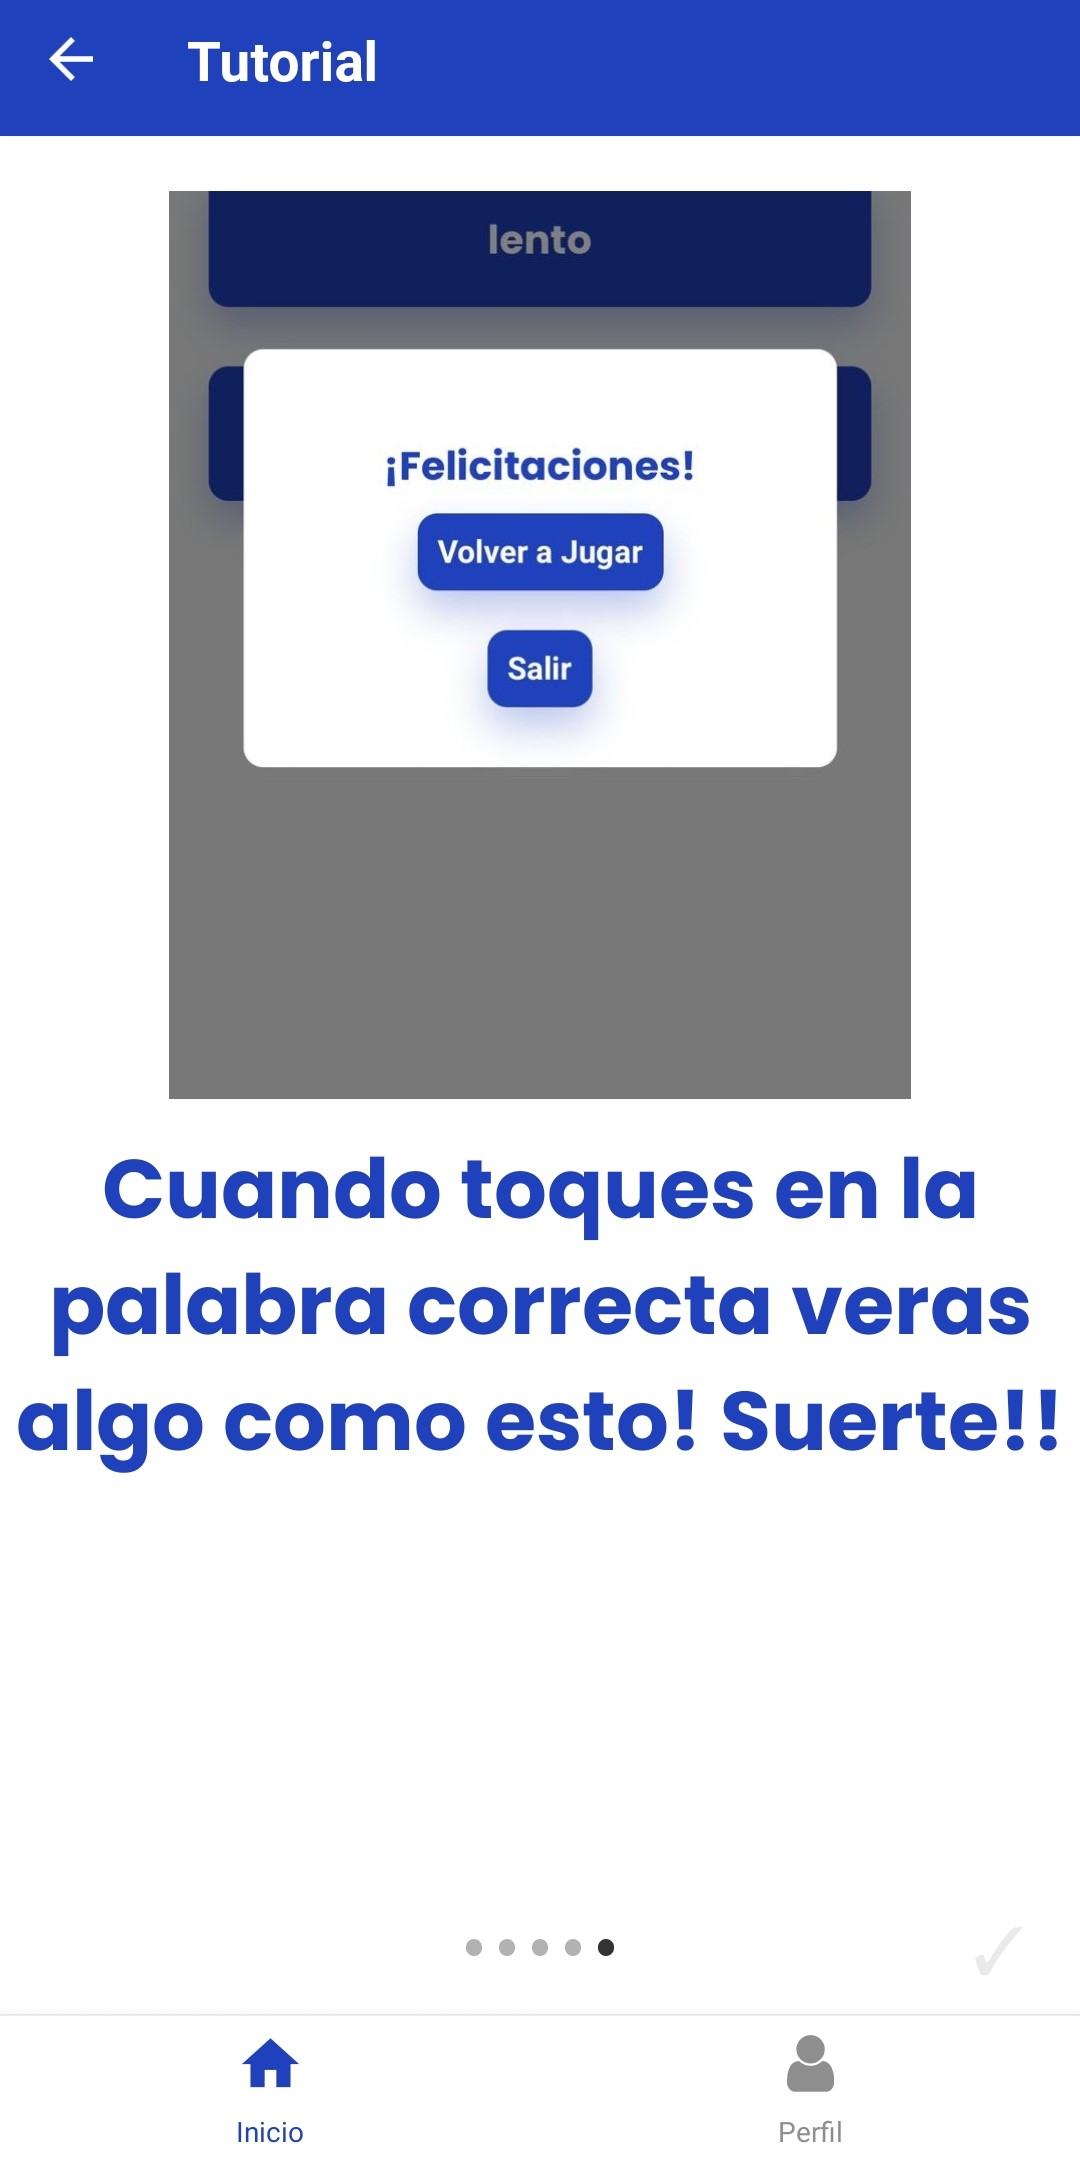 Tutorial
lento
¡Felicitaciones!
Volver a Jugar
Salir
Cuando toques en la
palabra correcta veras
algo como esto! Suerte!!
Inicio
Perfil